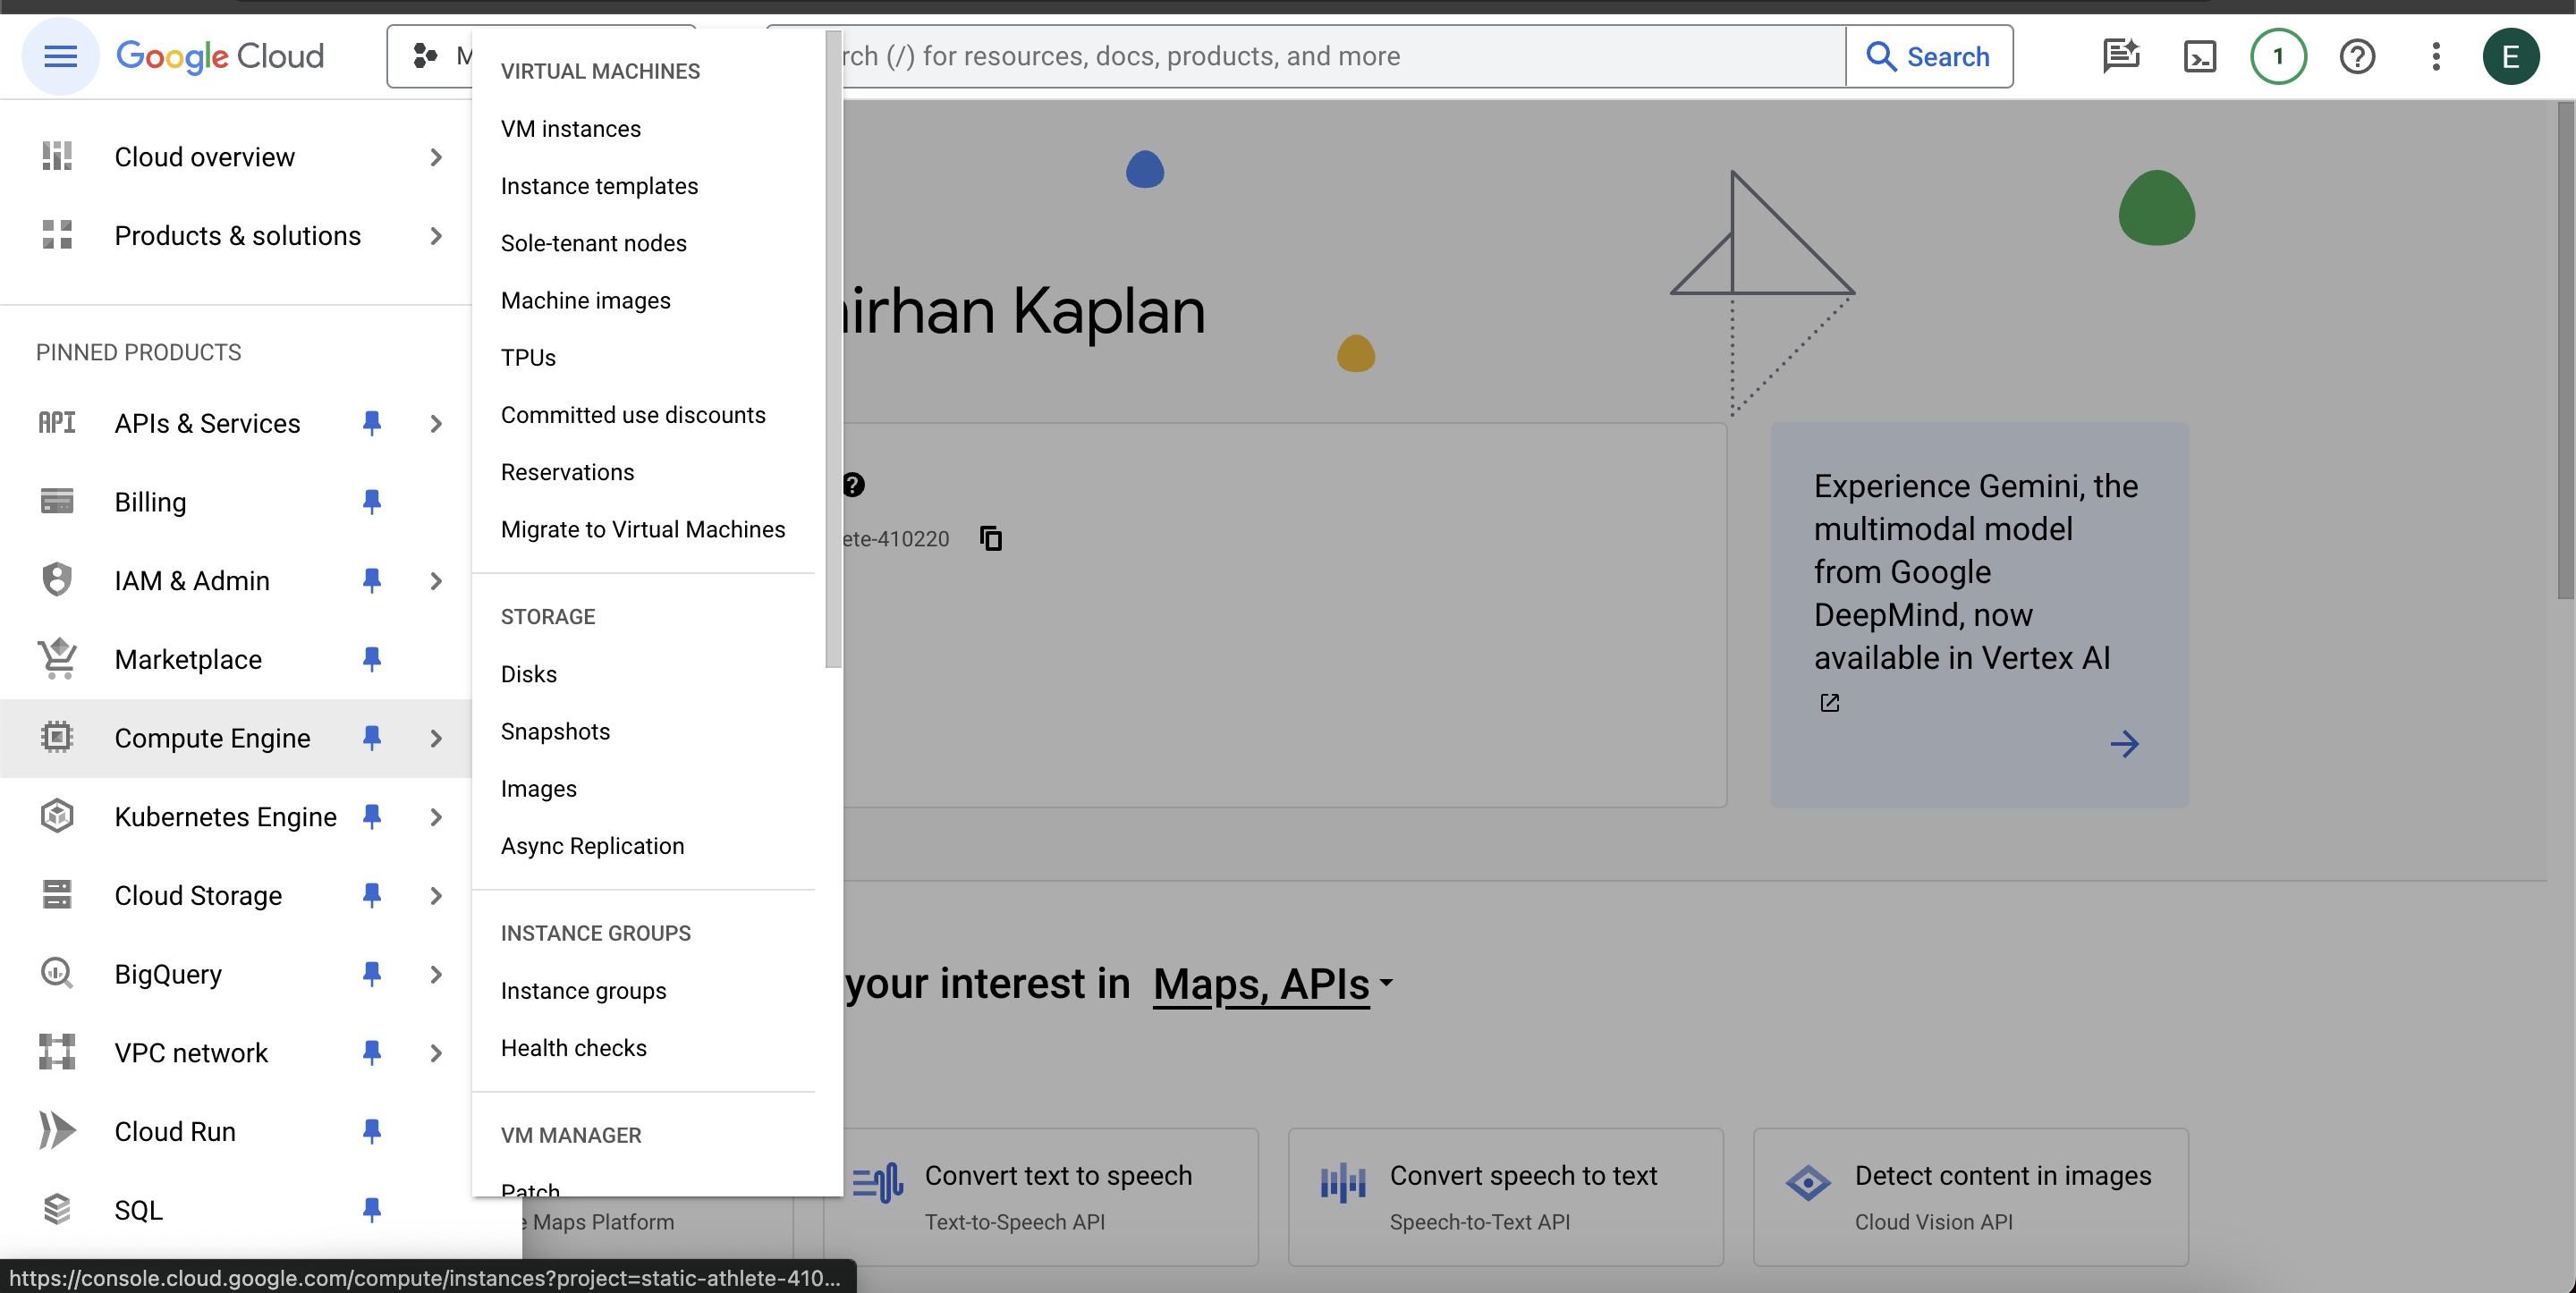 Google Cloud
M
rch (/) for resources, docs, products, and more
Search
1
E
Cloud overview
Products & solutions
PINNED PRODUCTS
API APIs & Services
Billing
IAM & Admin
Marketplace
Compute Engine
Kubernetes Engine
Cloud Storage
BigQuery
VPC network
Cloud Run
SQL
VIRTUAL MACHINES
VM instances
Instance templates
Sole-tenant nodes
Machine images
TPUs
Committed use discounts
Reservations
Migrate to Virtual Machines
STORAGE
Disks
Snapshots
Images
Async Replication
INSTANCE GROUPS
Instance groups
Health checks
VM MANAGER
Patch
irhan Kaplan
ete-410220
Experience Gemini, the
multimodal model
from Google
DeepMind, now
available in Vertex AI
your interest in Maps, APIs
e Maps Platform
Convert text to speech
Text-to-Speech API
Convert speech to text
Speech-to-Text API
Detect content in images
Cloud Vision API
https://console.cloud.google.com/compute/instances?project=static-athlete-410...